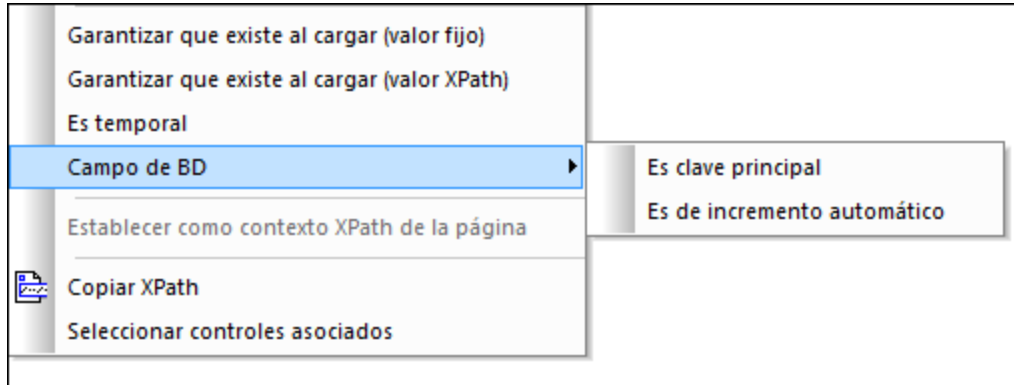 Garantizar que existe al cargar (valor fijo)
Garantizar que existe al cargar (valor XPath)
Es temporal
Campo de BD
Es clave principal
Es de incremento automático
Establecer como contexto XPath de la página
Copiar XPath
Seleccionar controles asociados